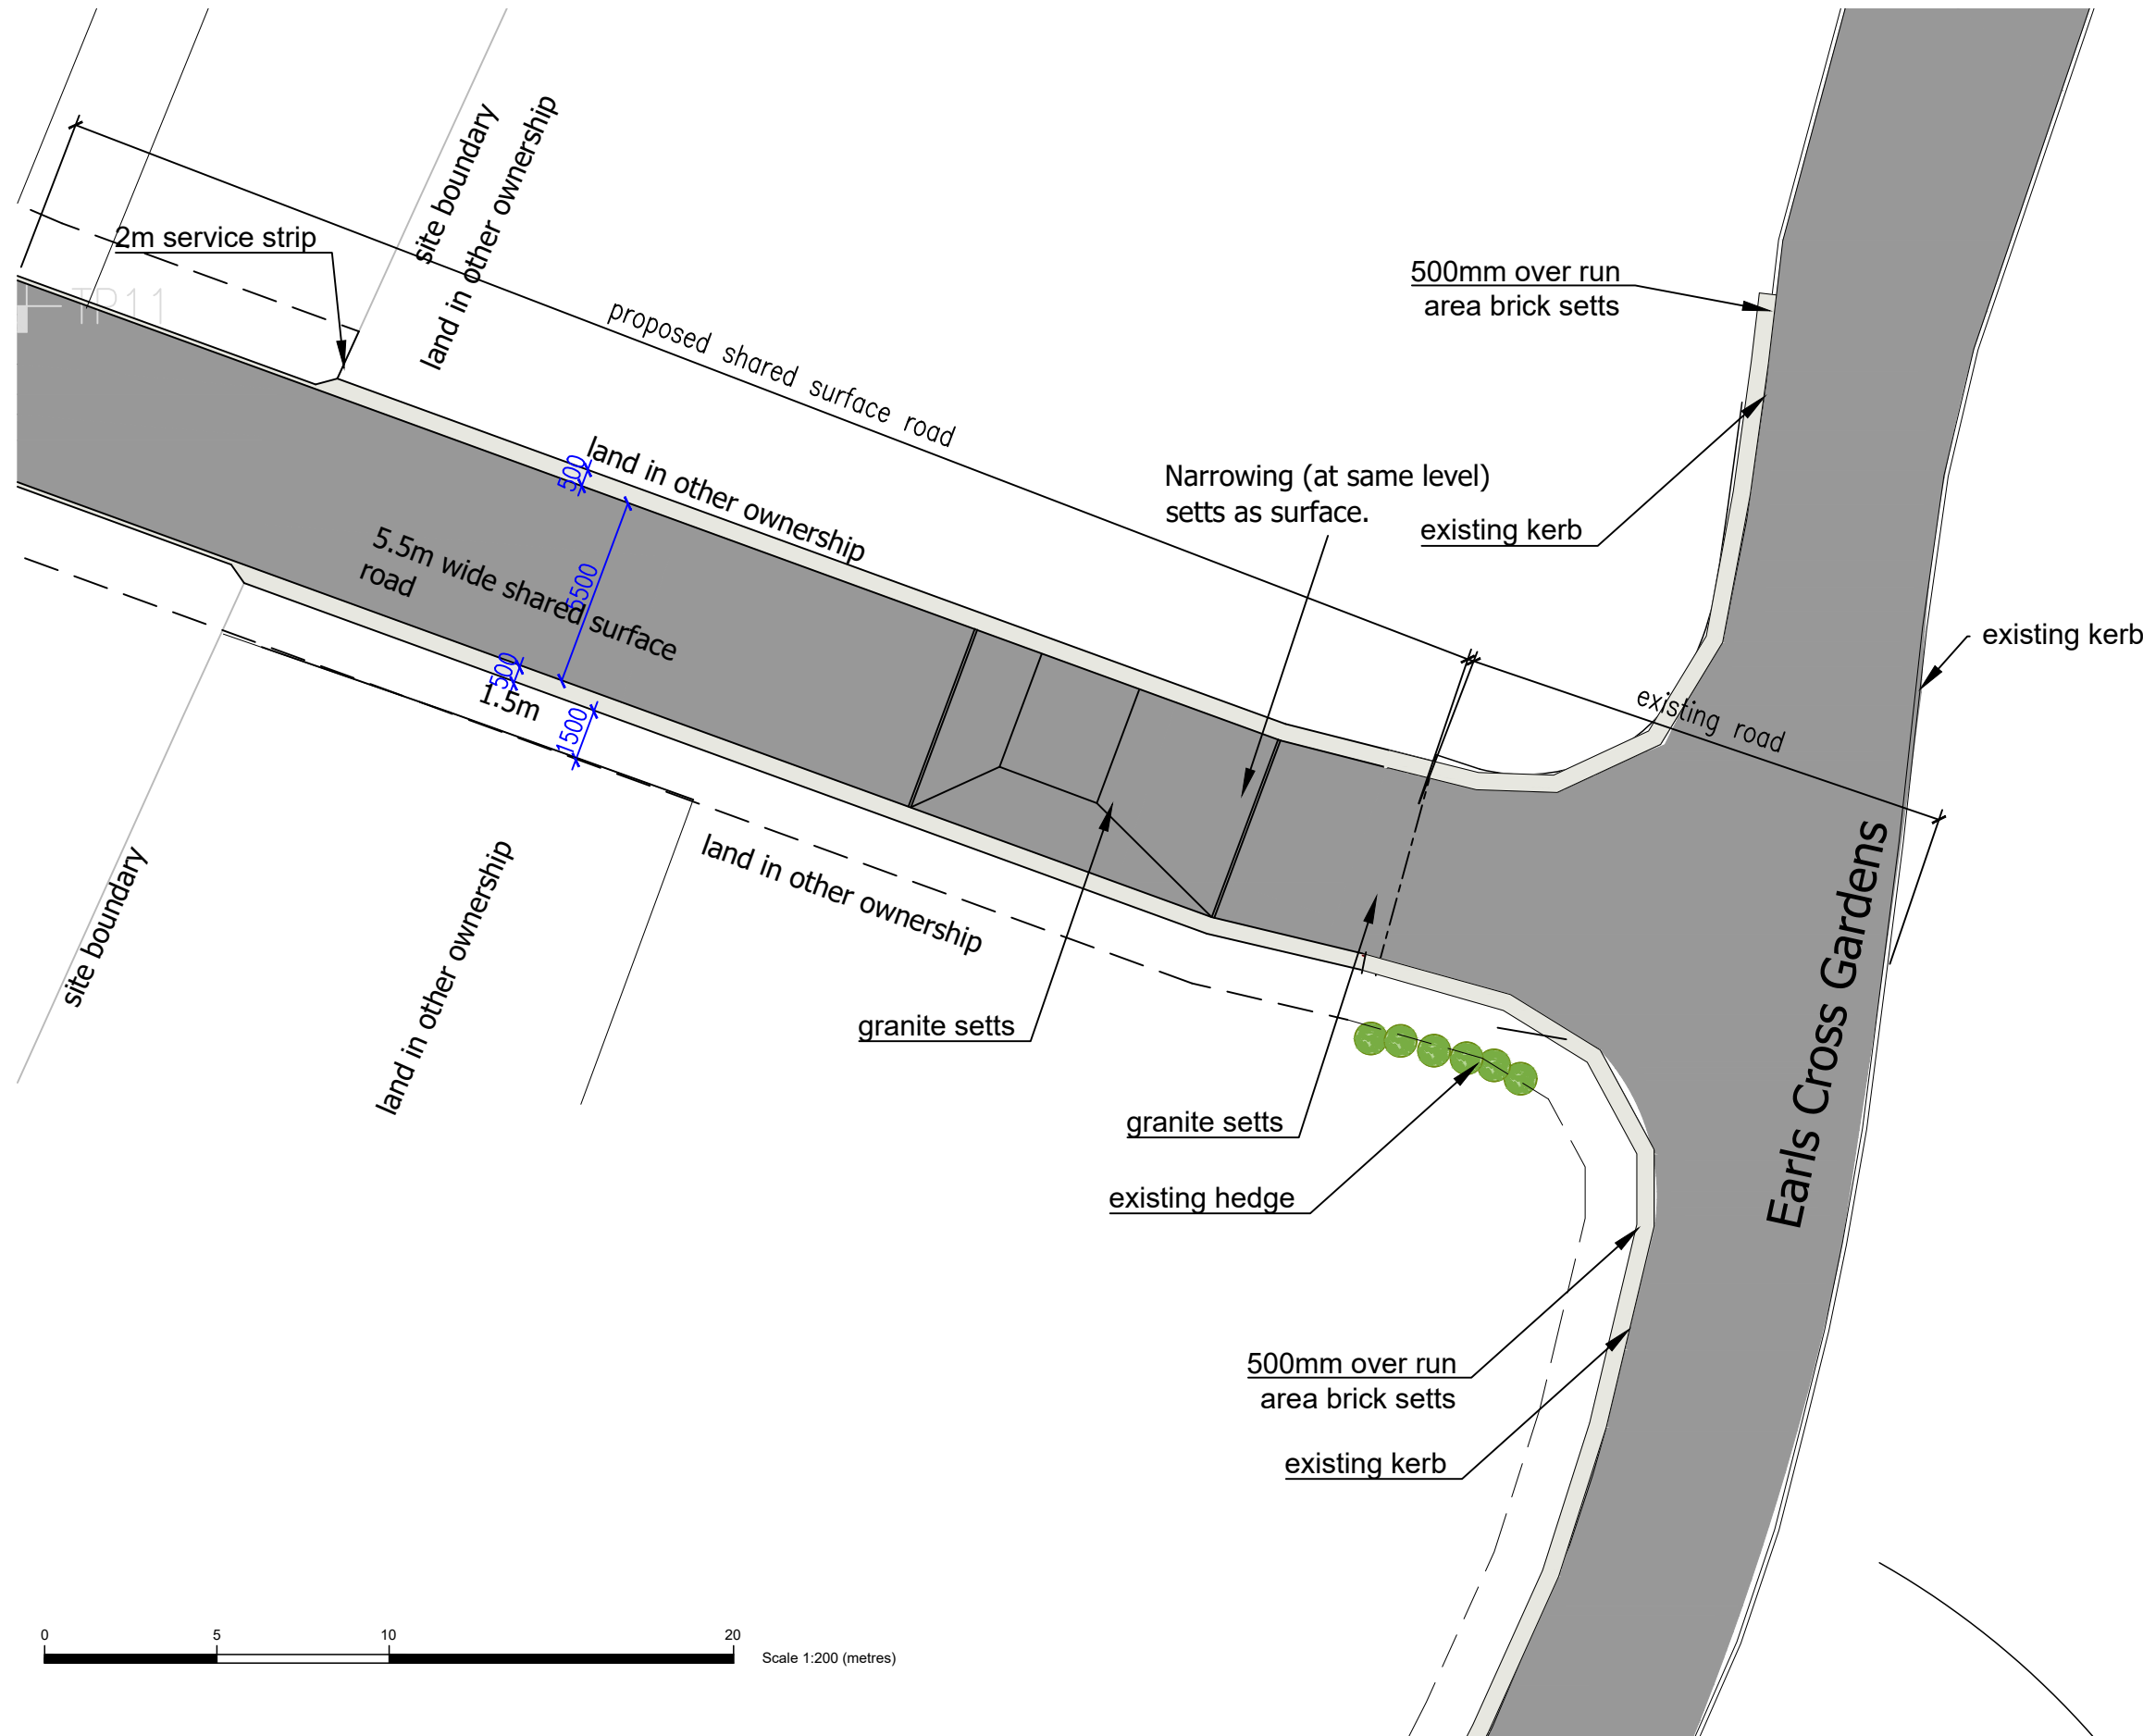 site boundary
land in other ownership
2m service strip
TP11
proposed shared surface road
500mm over run
area brick setts
land in other ownership
500
Narrowing (at same level)
setts as surface.
existing kerb
5.5m wide shared surface
road
5500
existing kerb
500
1.5m
1500
existing road
land in other ownership
site boundary
land in other ownership
Earls Cross Gardens
granite setts
granite setts
existing hedge
500mm over run
area brick setts
existing kerb
0 5 10 20
Scale 1:200 (metres)